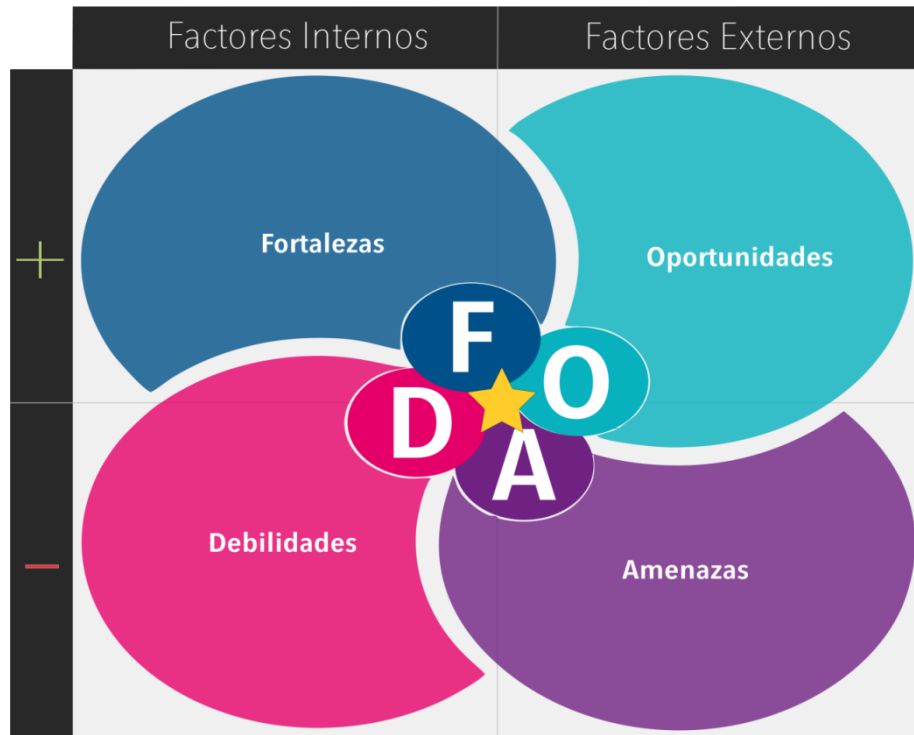 Factores Internos
Factores Externos
+
Fortalezas
Oportunidades
F
O
D
A
−
Debilidades
Amenazas